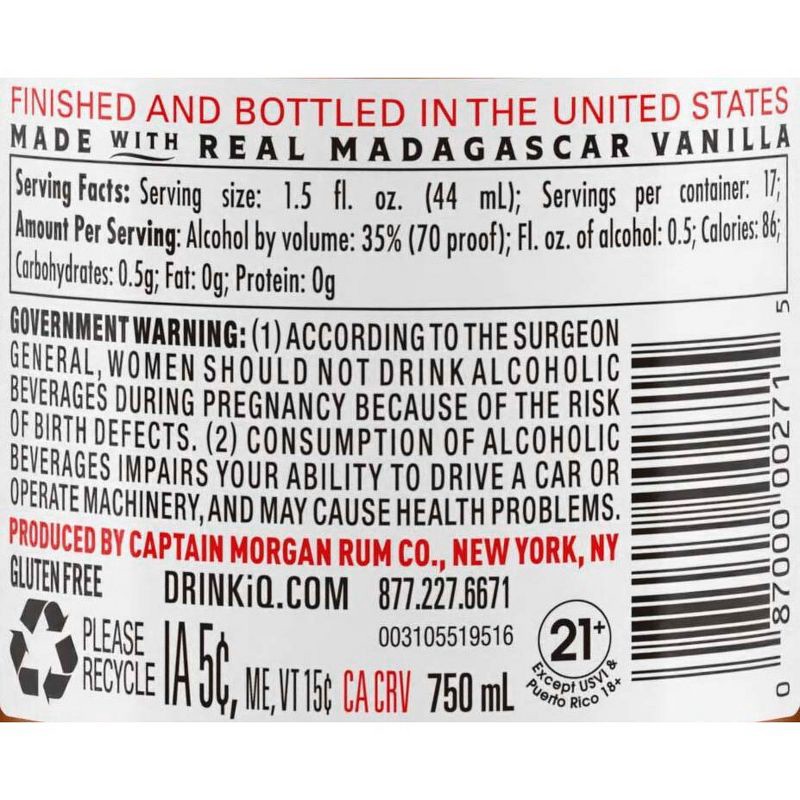 FINISHED AND BOTTLED IN THE UNITED STATES
MADE WITH REAL MADAGASCAR VANILLA
Serving Facts: Serving size: 1.5 fl. oz. (44 mL); Servings per container: 17;
Amount Per Serving: Alcohol by volume: 35% (70 proof); Fl. oz. of alcohol: 0.5; Calories: 86;
Carbohydrates: 0.5g; Fat: 0g; Protein: 0g
GOVERNMENT WARNING: (1) ACCORDING TO THE SURGEON
GENERAL, WOMEN SHOULD NOT DRINK ALCOHOLIC
BEVERAGES DURING PREGNANCY BECAUSE OF THE RISK
OF BIRTH DEFECTS. (2) CONSUMPTION OF ALCOHOLIC
BEVERAGES IMPAIRS YOUR ABILITY TO DRIVE A CAR OR
OPERATE MACHINERY, AND MAY CAUSE HEALTH PROBLEMS.
PRODUCED BY CAPTAIN MORGAN RUM CO., NEW YORK, NY
GLUTEN FREE DRINKiQ.COM 877.227.6671
003105519516
PLEASE
RECYCLE
IA 5¢, ME, VT 15¢ CA CRV 750 mL
21+
Except USVI &
Puerto Rico 18+
0 87000 00271 5